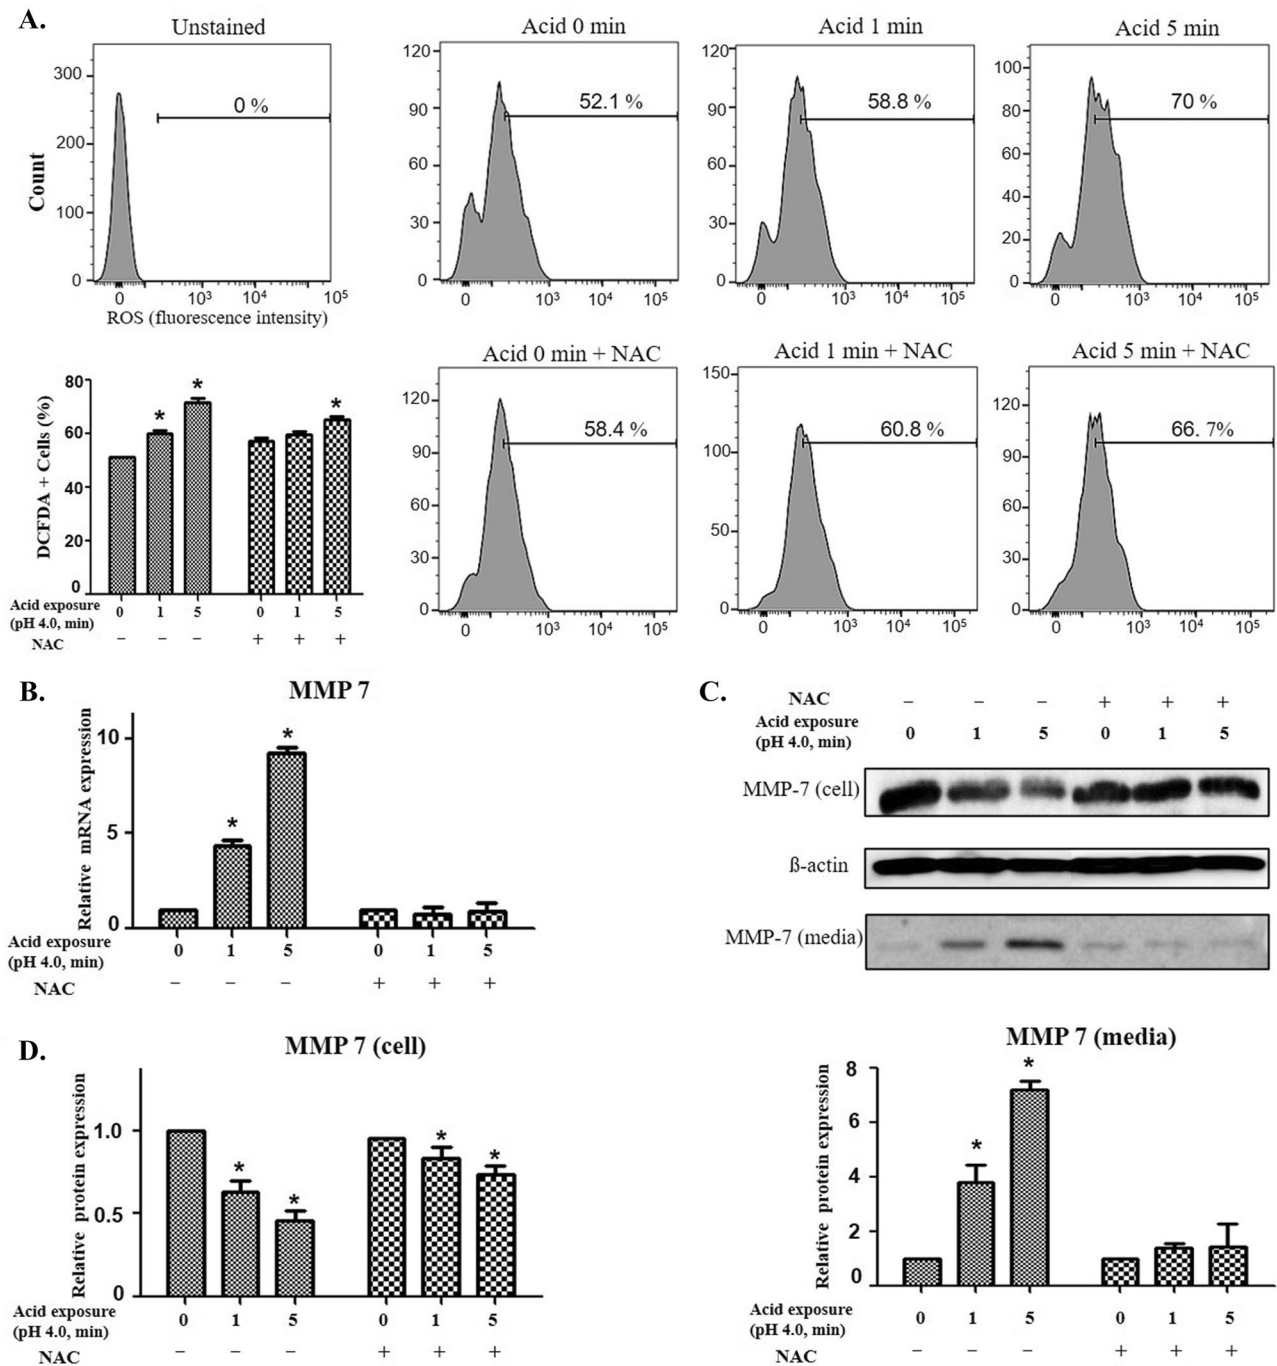 A.
Unstained
Acid 0 min
Acid 1 min
Acid 5 min
Count
300
200
100
0
0 %
0 10³ 10⁴ 10⁵
ROS (fluorescence intensity)
120
90
60
30
0
52.1 %
0 10³ 10⁴ 10⁵
120
90
60
30
0
58.8 %
0 10³ 10⁴ 10⁵
100
80
60
40
20
0
70 %
0 10³ 10⁴ 10⁵
DCFDA + Cells (%)
80
60
40
20
0
* * *
Acid exposure
(pH 4.0, min)
0 1 5 0 1 5
NAC − − − + + +
Acid 0 min + NAC
120
90
60
30
0
58.4 %
0 10³ 10⁴ 10⁵
Acid 1 min + NAC
150
100
50
0
60.8 %
0 10³ 10⁴ 10⁵
Acid 5 min + NAC
120
90
60
30
0
66. 7%
0 10³ 10⁴ 10⁵
B.
MMP 7
Relative mRNA expression
10
5
0
* *
Acid exposure
(pH 4.0, min)
0 1 5 0 1 5
NAC − − − + + +
C.
NAC − − − + + +
Acid exposure
(pH 4.0, min)
0 1 5 0 1 5
MMP-7 (cell)
ß-actin
MMP-7 (media)
D.
MMP 7 (cell)
Relative protein expression
1.0
0.5
0
* * * *
Acid exposure
(pH 4.0, min)
0 1 5 0 1 5
NAC − − − + + +
MMP 7 (media)
Relative protein expression
8
6
4
2
0
* *
Acid exposure
(pH 4.0, min)
0 1 5 0 1 5
NAC − − − + + +